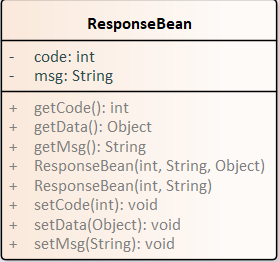 ResponseBean
- code: int
- msg: String
+ getCode(): int
+ getData(): Object
+ getMsg(): String
+ ResponseBean(int, String, Object)
+ ResponseBean(int, String)
+ setCode(int): void
+ setData(Object): void
+ setMsg(String): void